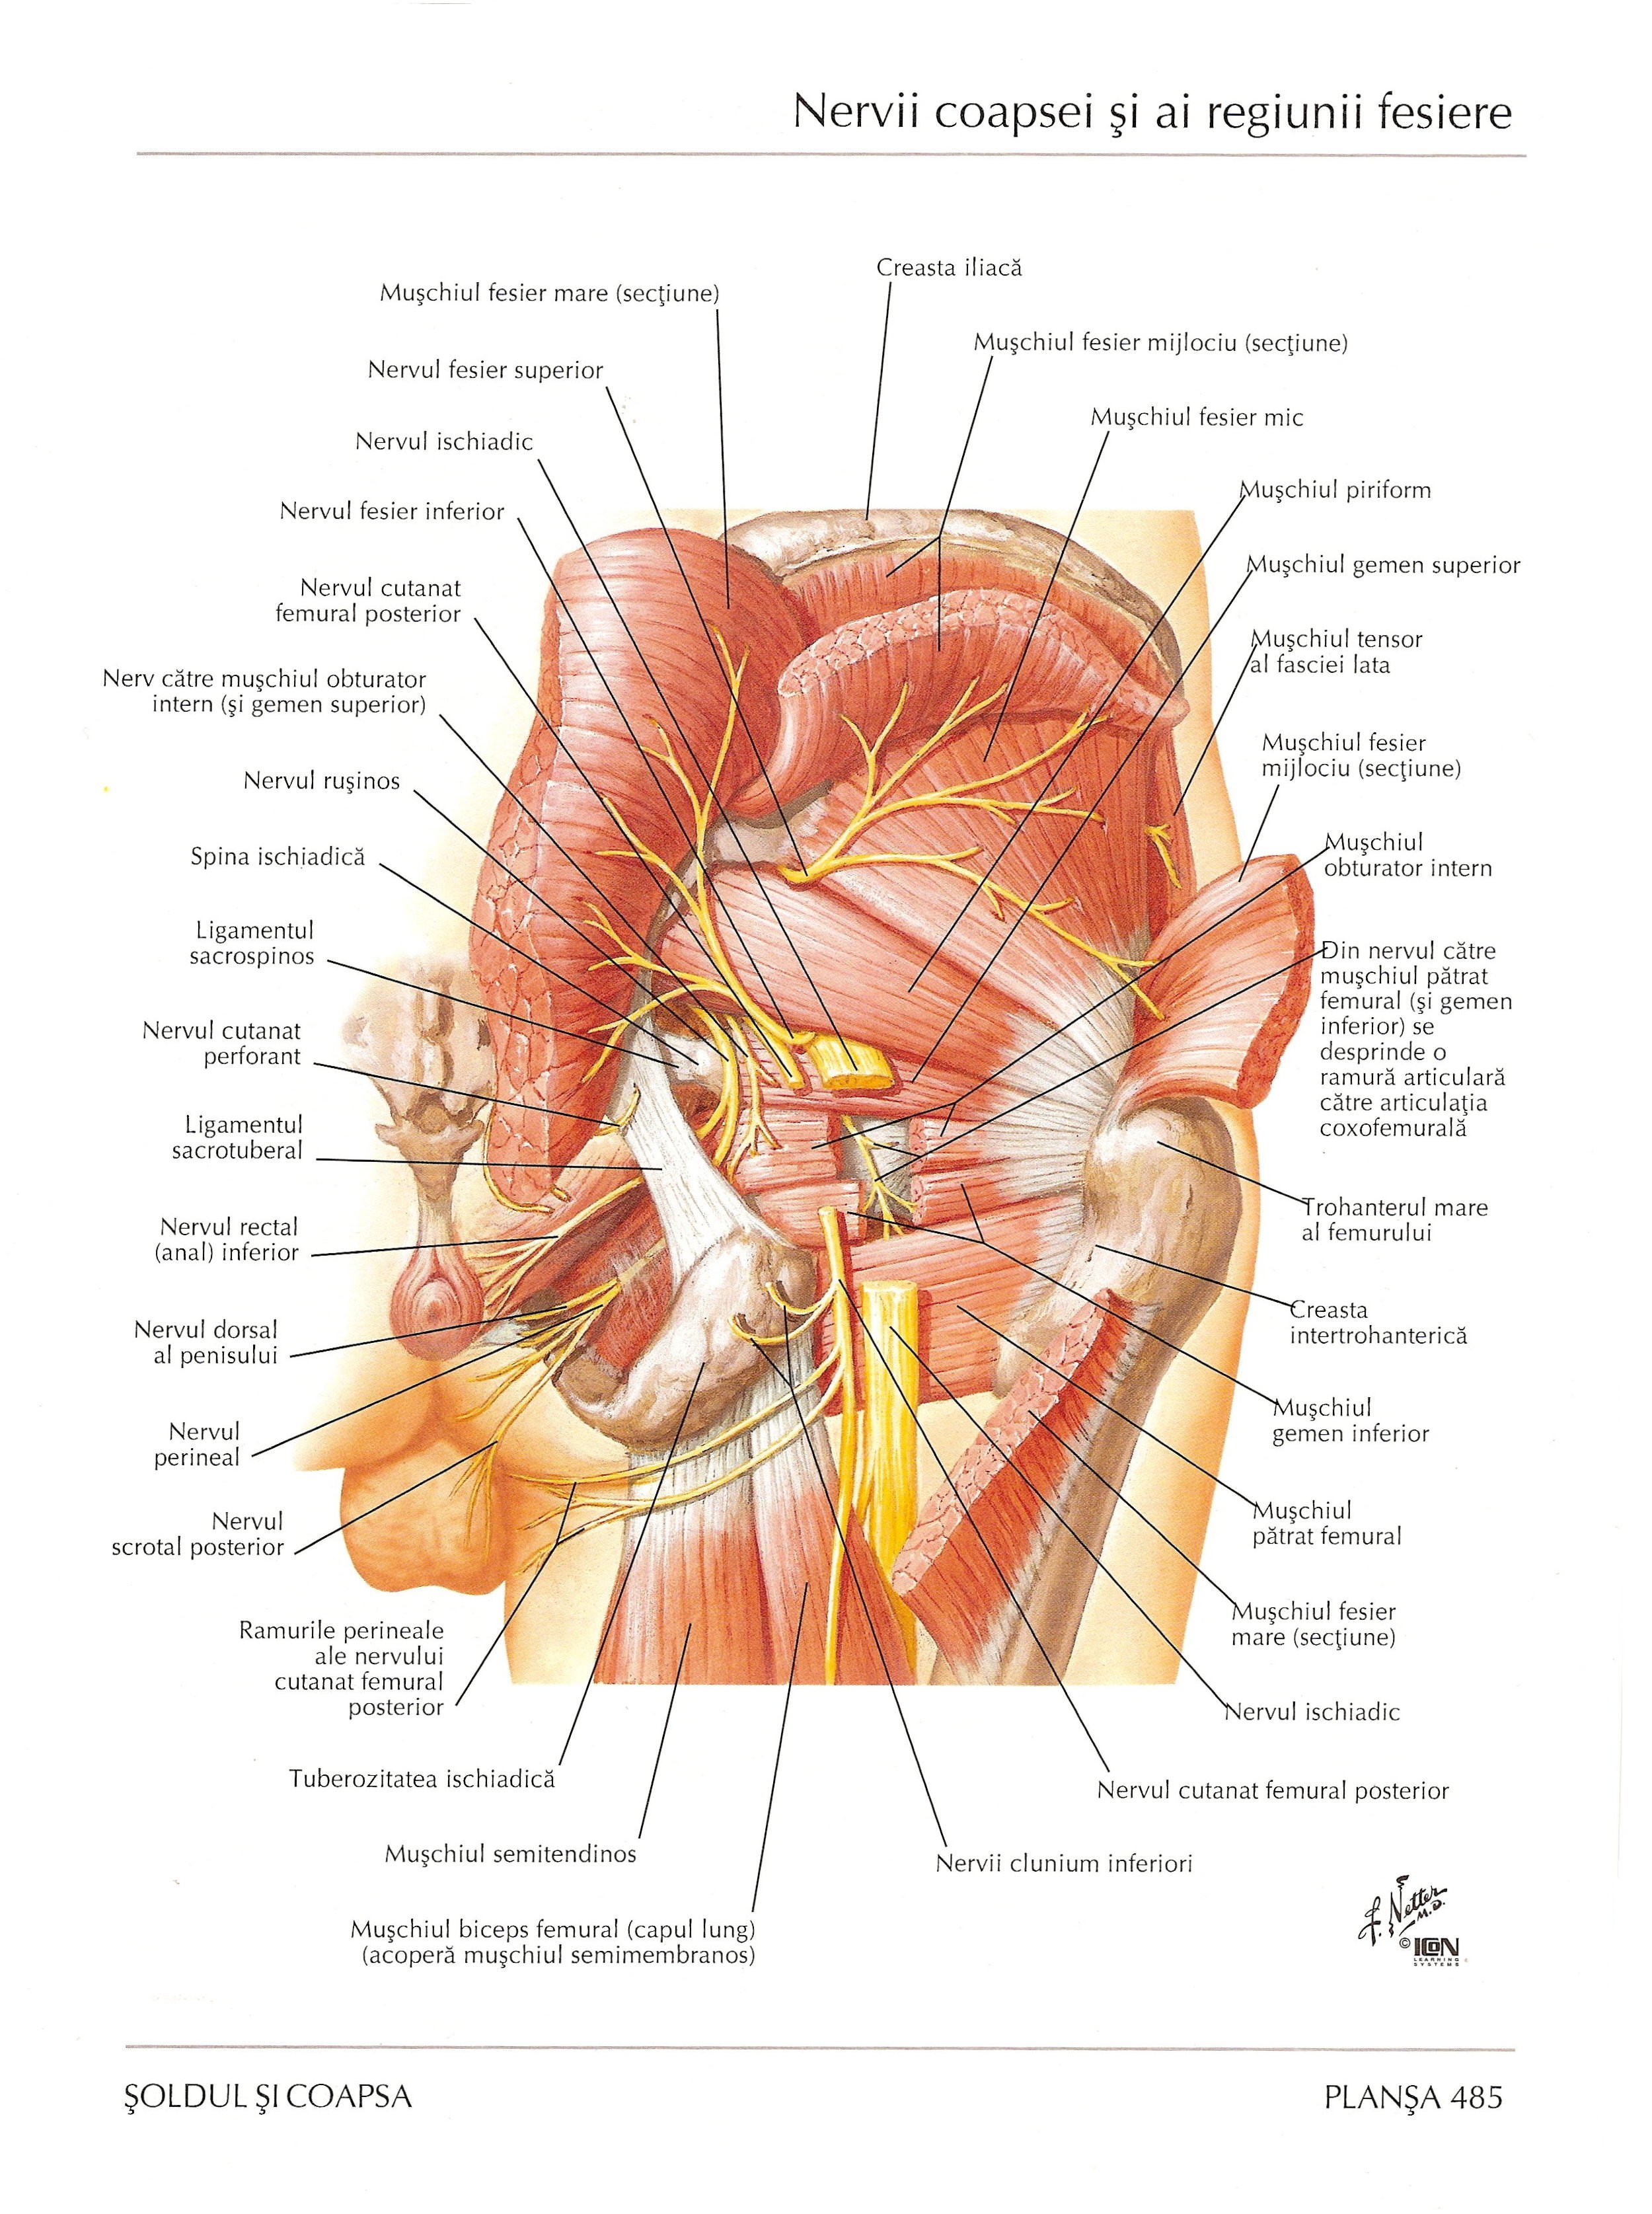 Nervii coapsei şi ai regiunii fesiere
Creasta iliacă
Muşchiul fesier mare (secţiune)
Muşchiul fesier mijlociu (secţiune)
Nervul fesier superior
Muşchiul fesier mic
Nervul ischiadic
Muşchiul piriform
Nervul fesier inferior
Muşchiul gemen superior
Nervul cutanat
femural posterior
Muşchiul tensor
al fasciei lata
Nerv către muşchiul obturator
intern (şi gemen superior)
Muşchiul fesier
mijlociu (secţiune)
Nervul ruşinos
Muşchiul
obturator intern
Spina ischiadică
Ligamentul
sacrospinos
Din nervul către
muşchiul pătrat
femural (şi gemen
inferior) se
desprinde o
ramură articulară
către articulaţia
coxofemurală
Nervul cutanat
perforant
Ligamentul
sacrotuberal
Trohanterul mare
al femurului
Nervul rectal
(anal) inferior
Creasta
intertrohanterică
Nervul dorsal
al penisului
Muşchiul
gemen inferior
Nervul
perineal
Muşchiul
pătrat femural
Nervul
scrotal posterior
Muşchiul fesier
mare (secţiune)
Ramurile perineale
ale nervului
cutanat femural
posterior
Nervul ischiadic
Tuberozitatea ischiadică
Nervul cutanat femural posterior
Muşchiul semitendinos
Nervii clunium inferiori
Muşchiul biceps femural (capul lung)
(acoperă muşchiul semimembranos)
F. Netter
M.D.
© ICON
LEARNING
SYSTEMS
ŞOLDUL ŞI COAPSA
PLANŞA 485